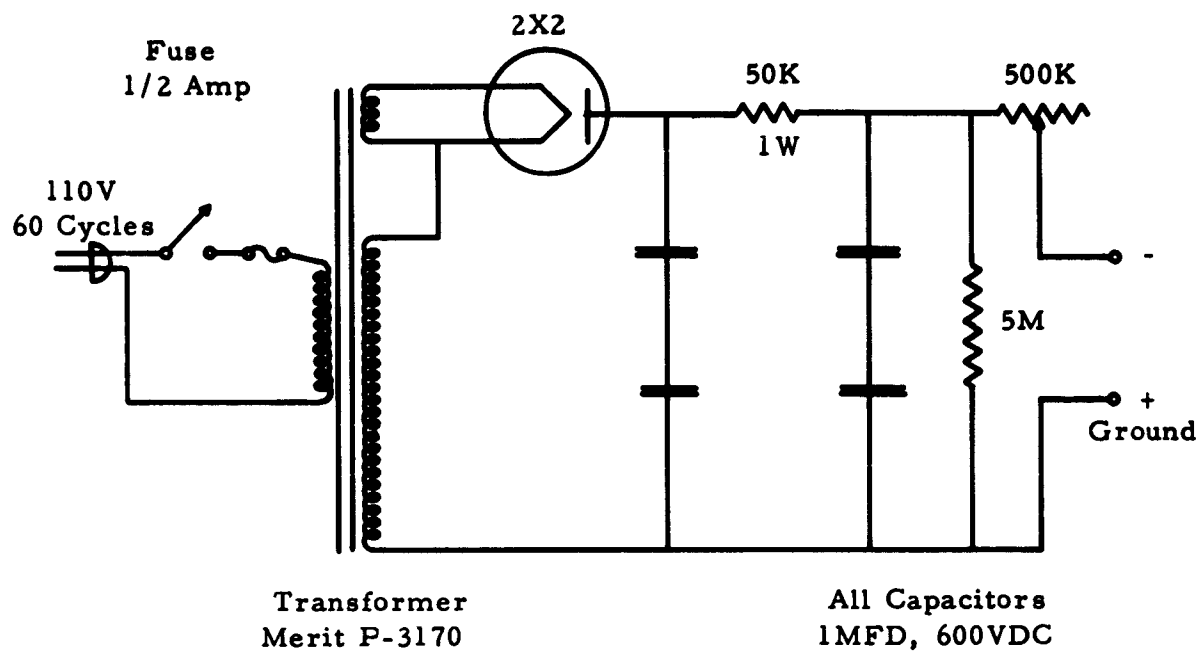 2X2
Fuse
1/2 Amp
50K
1W
500K
110V
60 Cycles
-
5M
+
Ground
Transformer
Merit P-3170
All Capacitors
1MFD, 600VDC